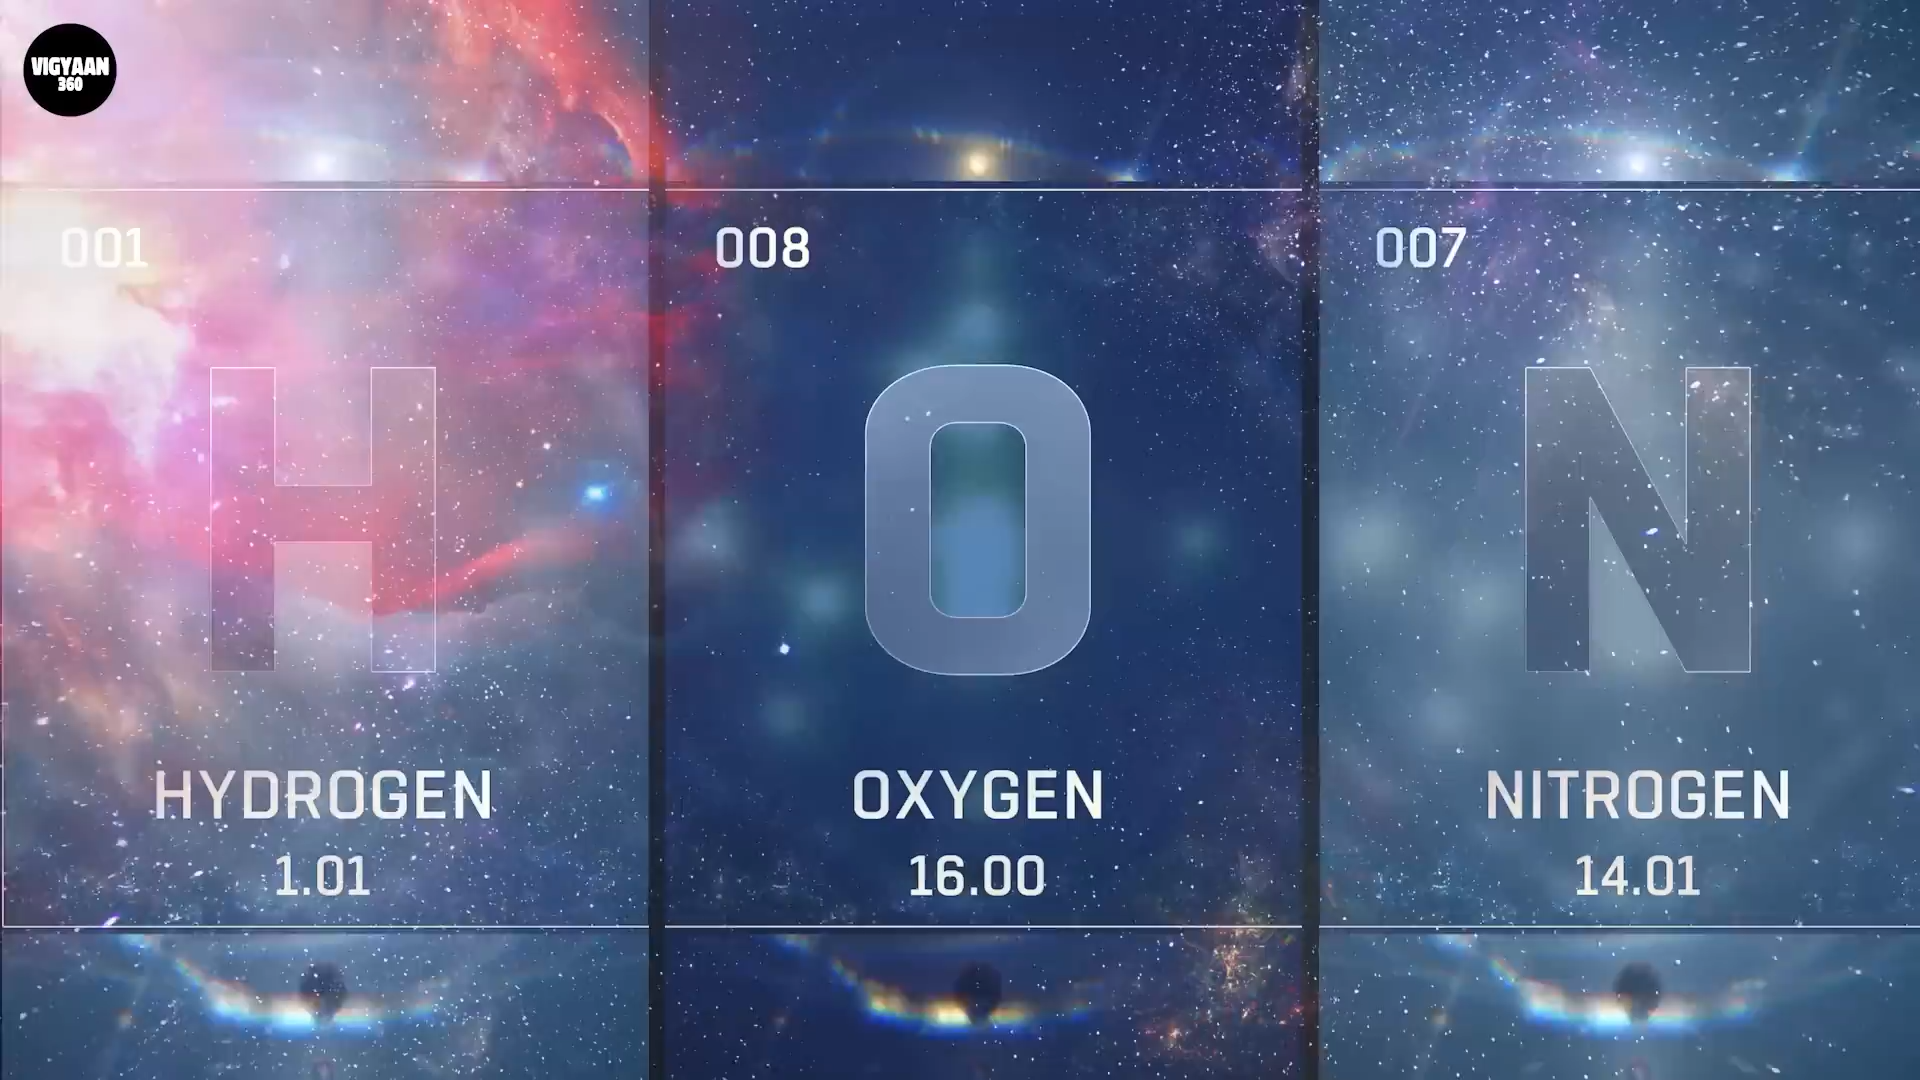 VIGYAAN
360
001
H
HYDROGEN
1.01
008
O
OXYGEN
16.00
007
N
NITROGEN
14.01